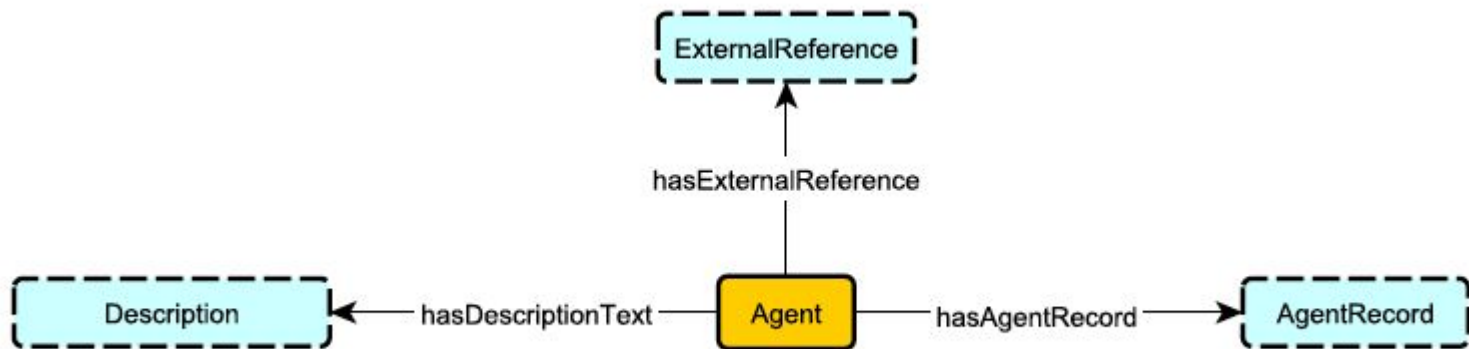 ExternalReference
hasExternalReference
Description
hasDescriptionText
Agent
hasAgentRecord
AgentRecord